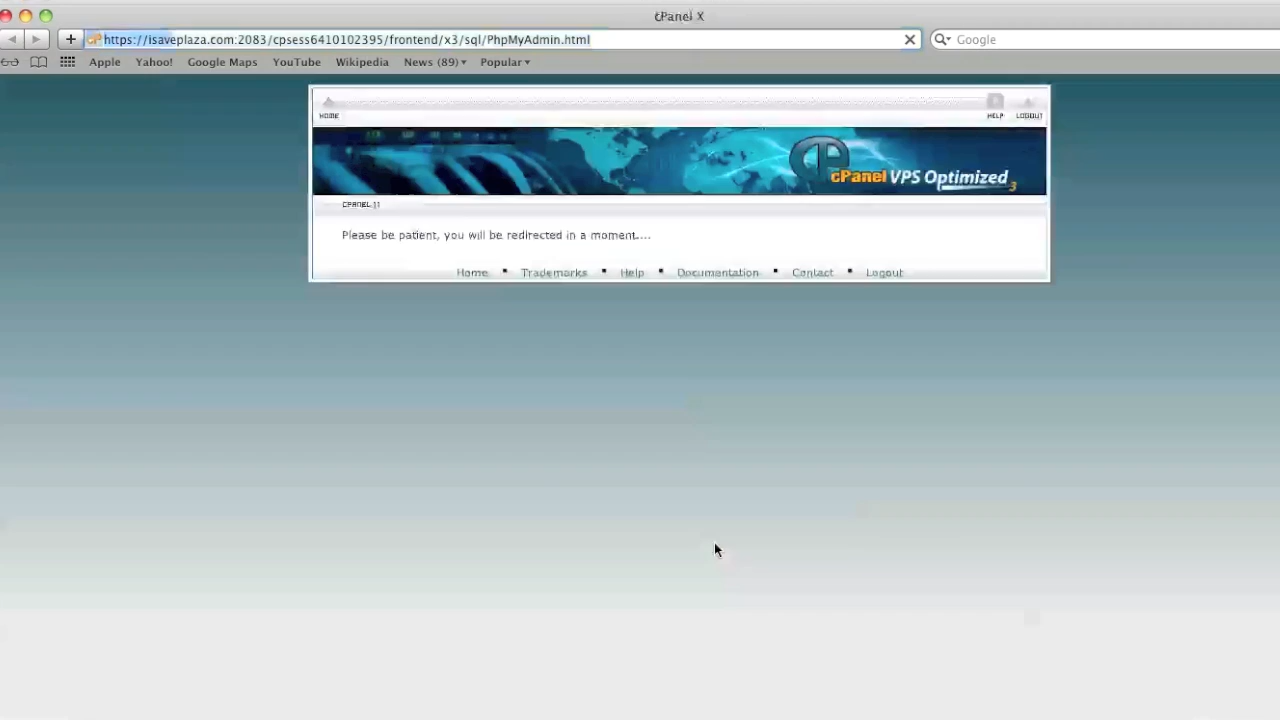 cPanel X
https://isaveplaza.com:2083/cpsess6410102395/frontend/x3/sql/PhpMyAdmin.html
Google
Apple Yahoo! Google Maps YouTube Wikipedia News (89) Popular
HOME HELP LOGOUT
cPanel VPS Optimized 3
CPANEL 11
Please be patient, you will be redirected in a moment....
Home Trademarks Help Documentation Contact Logout